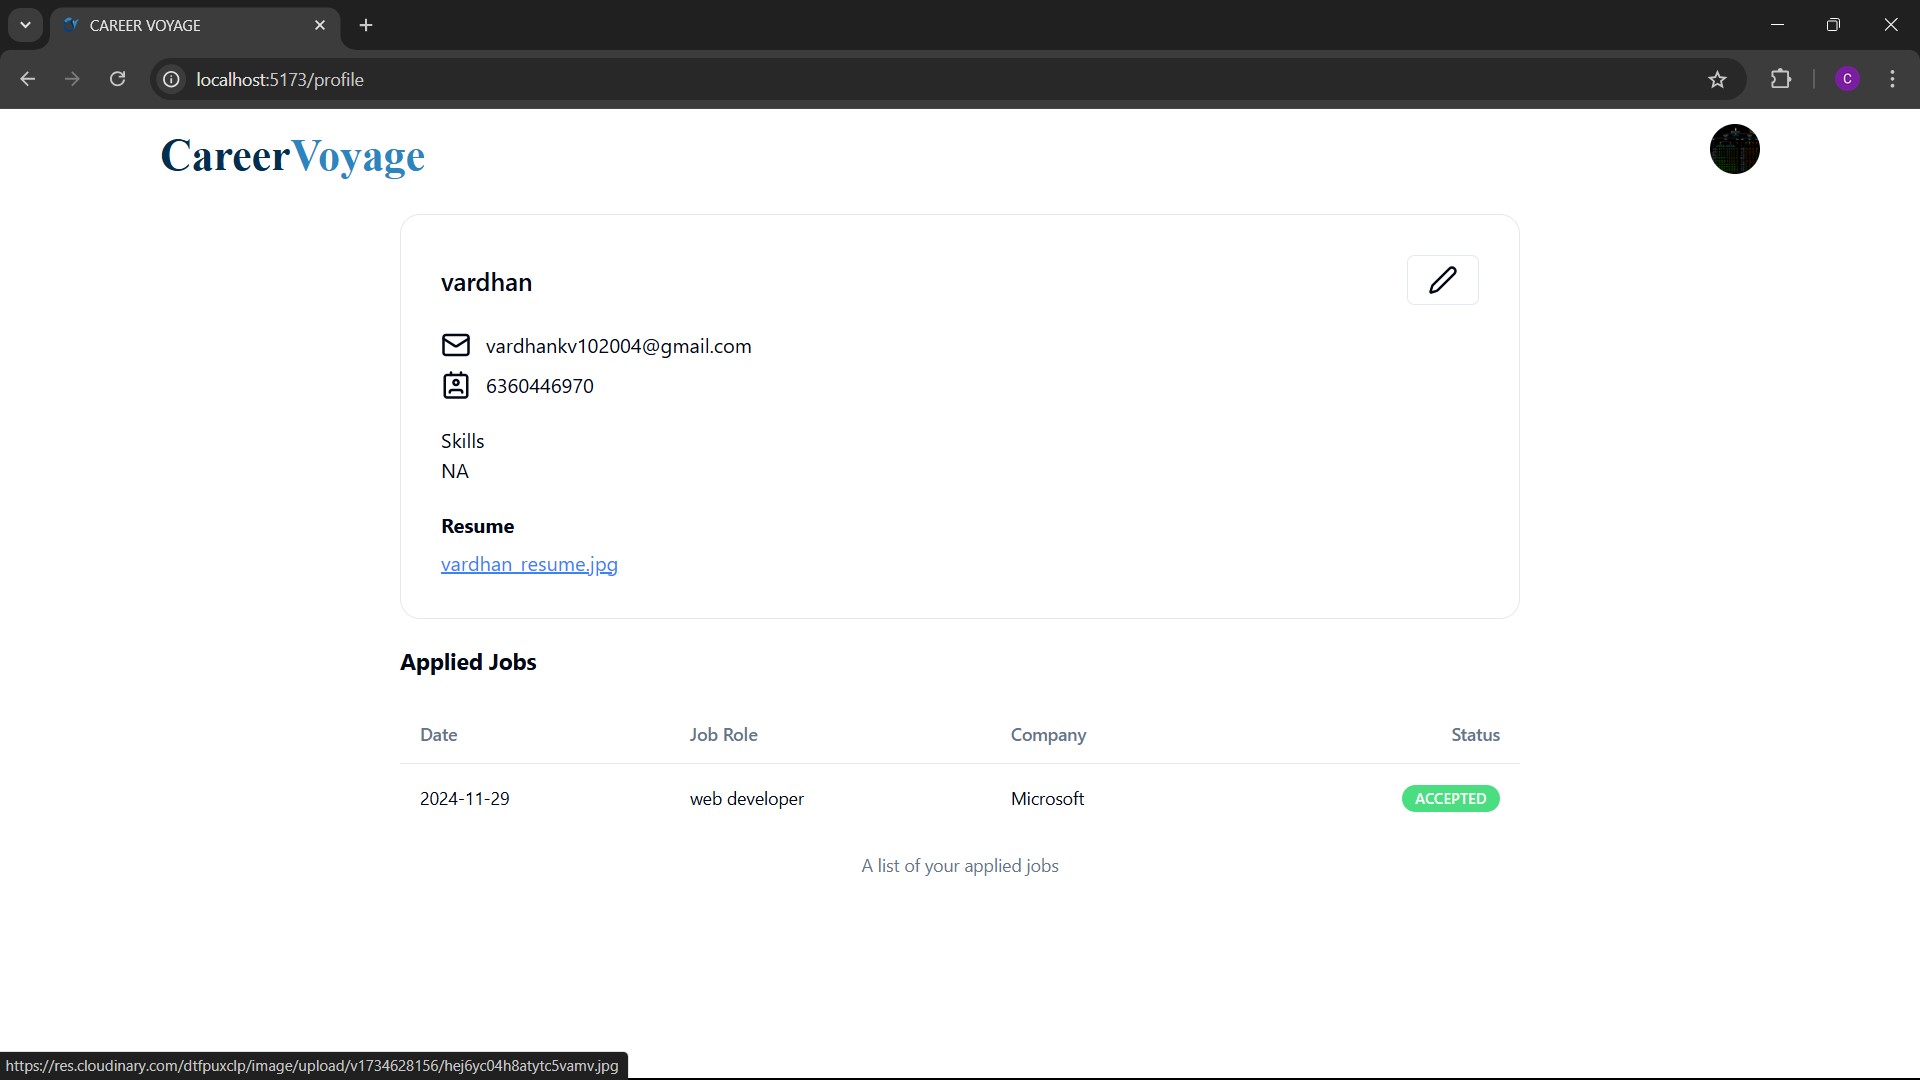 CAREER VOYAGE
localhost:5173/profile
C
CareerVoyage
vardhan
vardhankv102004@gmail.com
6360446970
Skills
NA
Resume
vardhan_resume.jpg
Applied Jobs
Date Job Role Company Status
2024-11-29 web developer Microsoft ACCEPTED
A list of your applied jobs
https://res.cloudinary.com/dtfpuxclp/image/upload/v1734628156/hej6yc04h8atytc5vamv.jpg